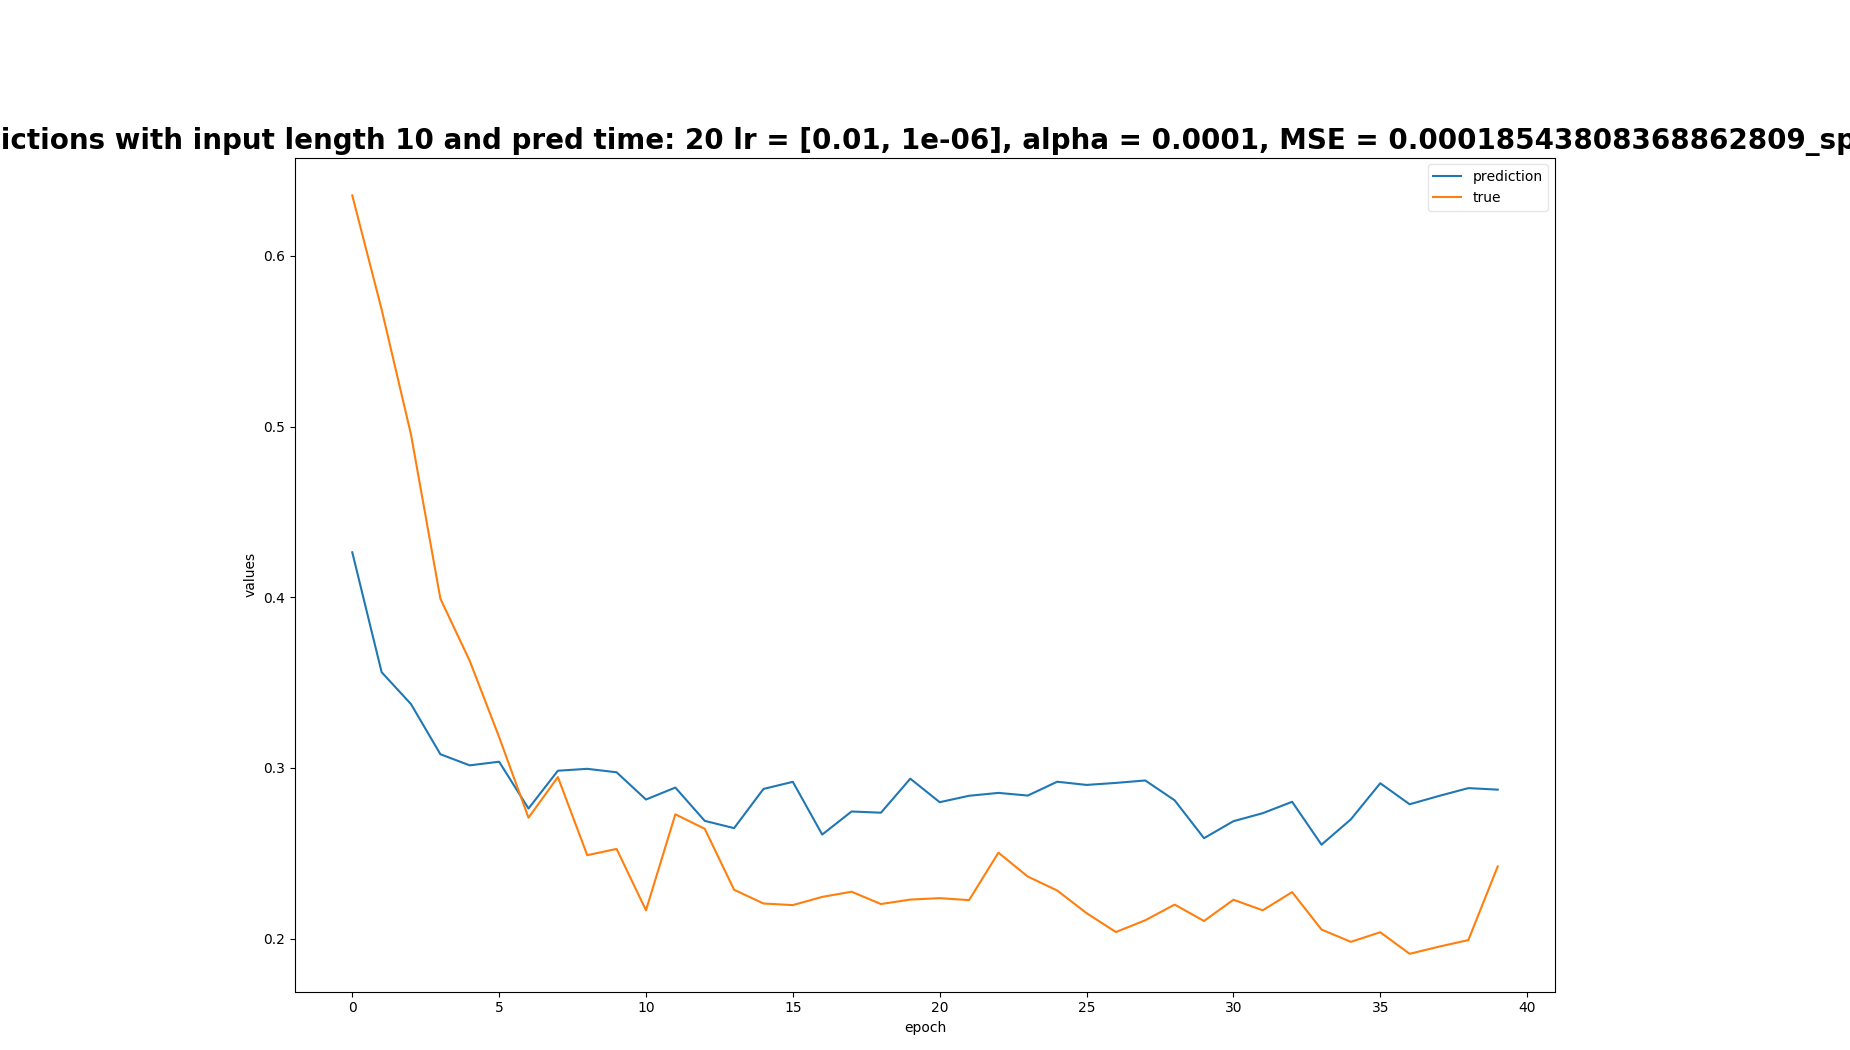 ictions with input length 10 and pred time: 20 lr = [0.01, 1e-06], alpha = 0.0001, MSE = 0.00018543808368862809_sp
prediction
true
0.6
0.5
0.4
0.3
0.2
values
0
5
10
15
20
25
30
35
40
epoch